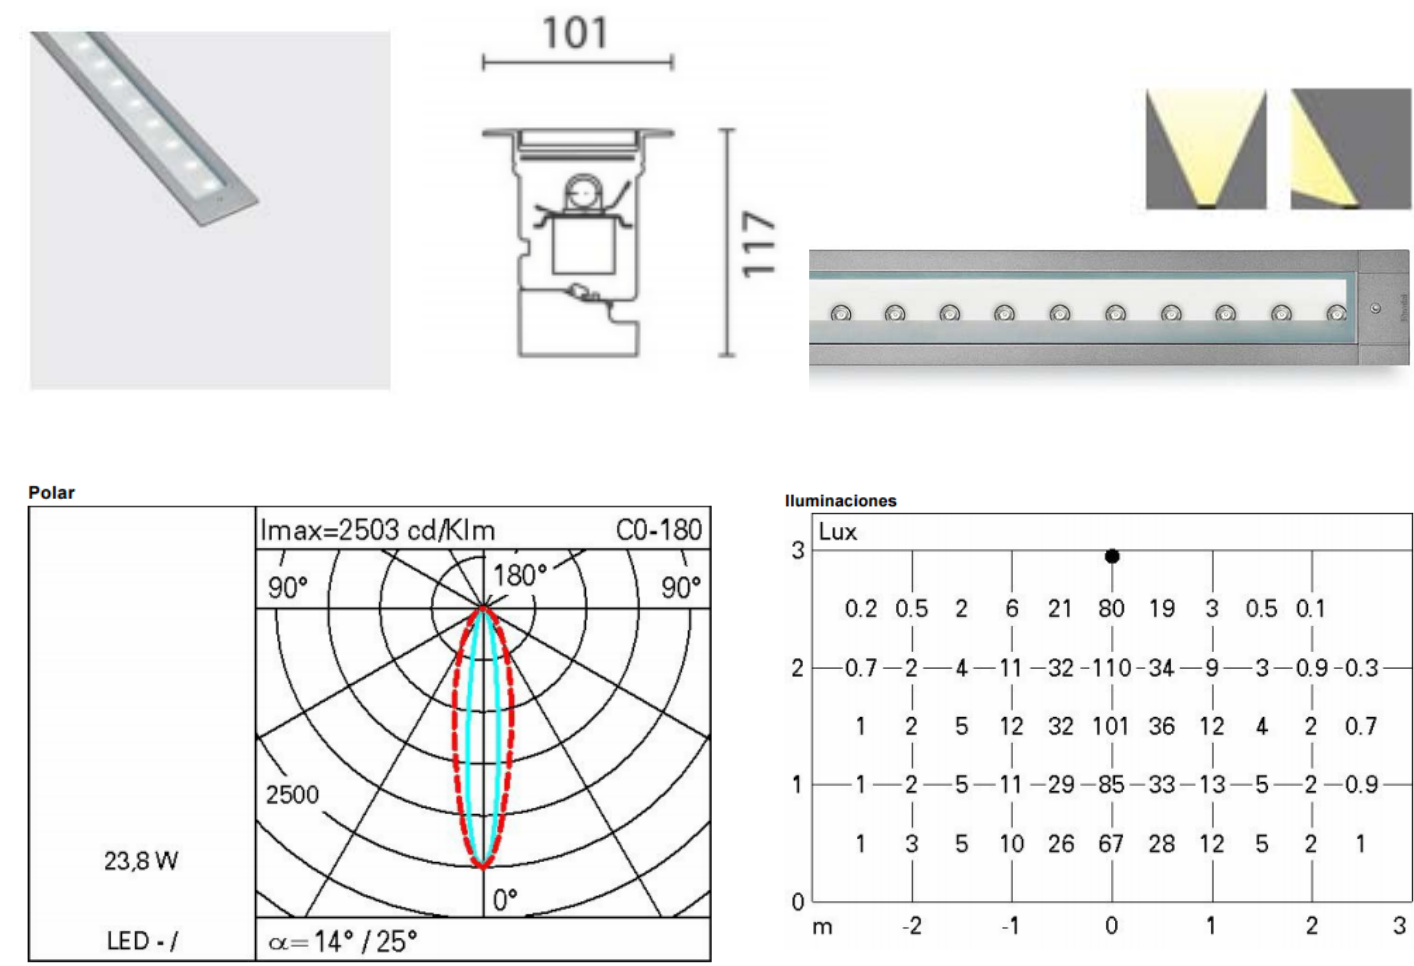 101
117
Polar
Imax=2503 cd/Klm C0-180
90° 180° 90°
2500
23,8 W
0°
LED - / α=14° / 25°
Iluminaciones
Lux
3
0.2 0.5 2 6 21 80 19 3 0.5 0.1
2 0.7 2 4 11 32 110 34 9 3 0.9 0.3
1 2 5 12 32 101 36 12 4 2 0.7
1 1 2 5 11 29 85 33 13 5 2 0.9
1 3 5 10 26 67 28 12 5 2 1
0
m -2 -1 0 1 2 3